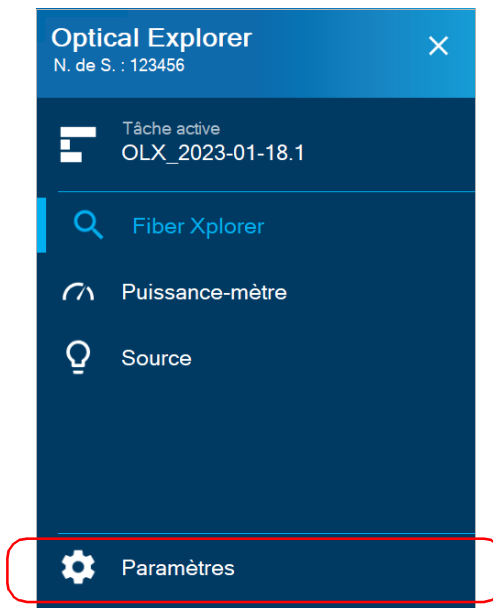 Optical Explorer
N. de S. : 123456
Tâche active
OLX_2023-01-18.1
Fiber Xplorer
Puissance-mètre
Source
Paramètres